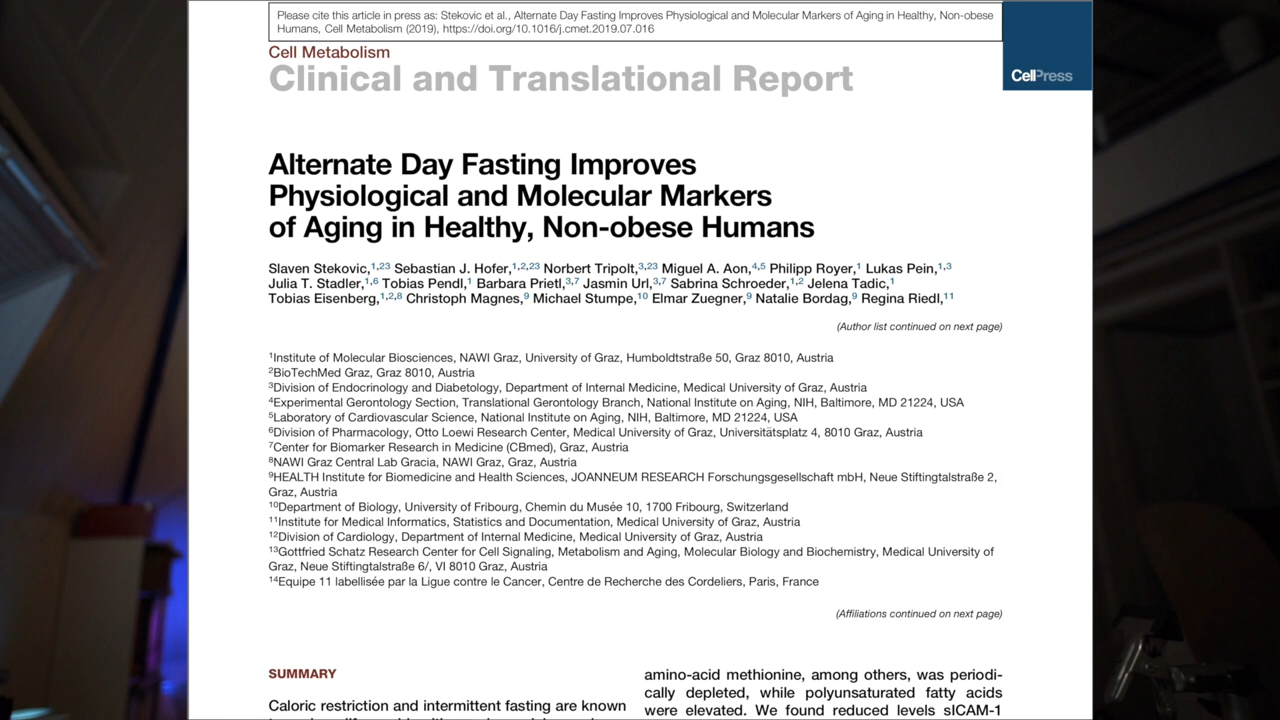 Please cite this article in press as: Stekovic et al., Alternate Day Fasting Improves Physiological and Molecular Markers of Aging in Healthy, Non-obese
Humans, Cell Metabolism (2019), https://doi.org/10.1016/j.cmet.2019.07.016
Cell Metabolism
Clinical and Translational Report
CellPress
Alternate Day Fasting Improves
Physiological and Molecular Markers
of Aging in Healthy, Non-obese Humans
Slaven Stekovic,1,23 Sebastian J. Hofer,1,2,23 Norbert Tripolt,3,23 Miguel A. Aon,4,5 Philipp Royer,1 Lukas Pein,1,3
Julia T. Stadler,1,6 Tobias Pendl,1 Barbara Prietl,3,7 Jasmin Url,3,7 Sabrina Schroeder,1,2 Jelena Tadic,1
Tobias Eisenberg,1,2,8 Christoph Magnes,9 Michael Stumpe,10 Elmar Zuegner,9 Natalie Bordag,9 Regina Riedl,11
(Author list continued on next page)
1Institute of Molecular Biosciences, NAWI Graz, University of Graz, Humboldtstraße 50, Graz 8010, Austria
2BioTechMed Graz, Graz 8010, Austria
3Division of Endocrinology and Diabetology, Department of Internal Medicine, Medical University of Graz, Austria
4Experimental Gerontology Section, Translational Gerontology Branch, National Institute on Aging, NIH, Baltimore, MD 21224, USA
5Laboratory of Cardiovascular Science, National Institute on Aging, NIH, Baltimore, MD 21224, USA
6Division of Pharmacology, Otto Loewi Research Center, Medical University of Graz, Universitätsplatz 4, 8010 Graz, Austria
7Center for Biomarker Research in Medicine (CBmed), Graz, Austria
8NAWI Graz Central Lab Gracia, NAWI Graz, Graz, Austria
9HEALTH Institute for Biomedicine and Health Sciences, JOANNEUM RESEARCH Forschungsgesellschaft mbH, Neue Stiftingtalstraße 2,
Graz, Austria
10Department of Biology, University of Fribourg, Chemin du Musée 10, 1700 Fribourg, Switzerland
11Institute for Medical Informatics, Statistics and Documentation, Medical University of Graz, Austria
12Division of Cardiology, Department of Internal Medicine, Medical University of Graz, Austria
13Gottfried Schatz Research Center for Cell Signaling, Metabolism and Aging, Molecular Biology and Biochemistry, Medical University of
Graz, Neue Stiftingtalstraße 6/, VI 8010 Graz, Austria
14Equipe 11 labellisée par la Ligue contre le Cancer, Centre de Recherche des Cordeliers, Paris, France
(Affiliations continued on next page)
SUMMARY
Caloric restriction and intermittent fasting are known
amino-acid methionine, among others, was periodi-
cally depleted, while polyunsaturated fatty acids
were elevated. We found reduced levels sICAM-1